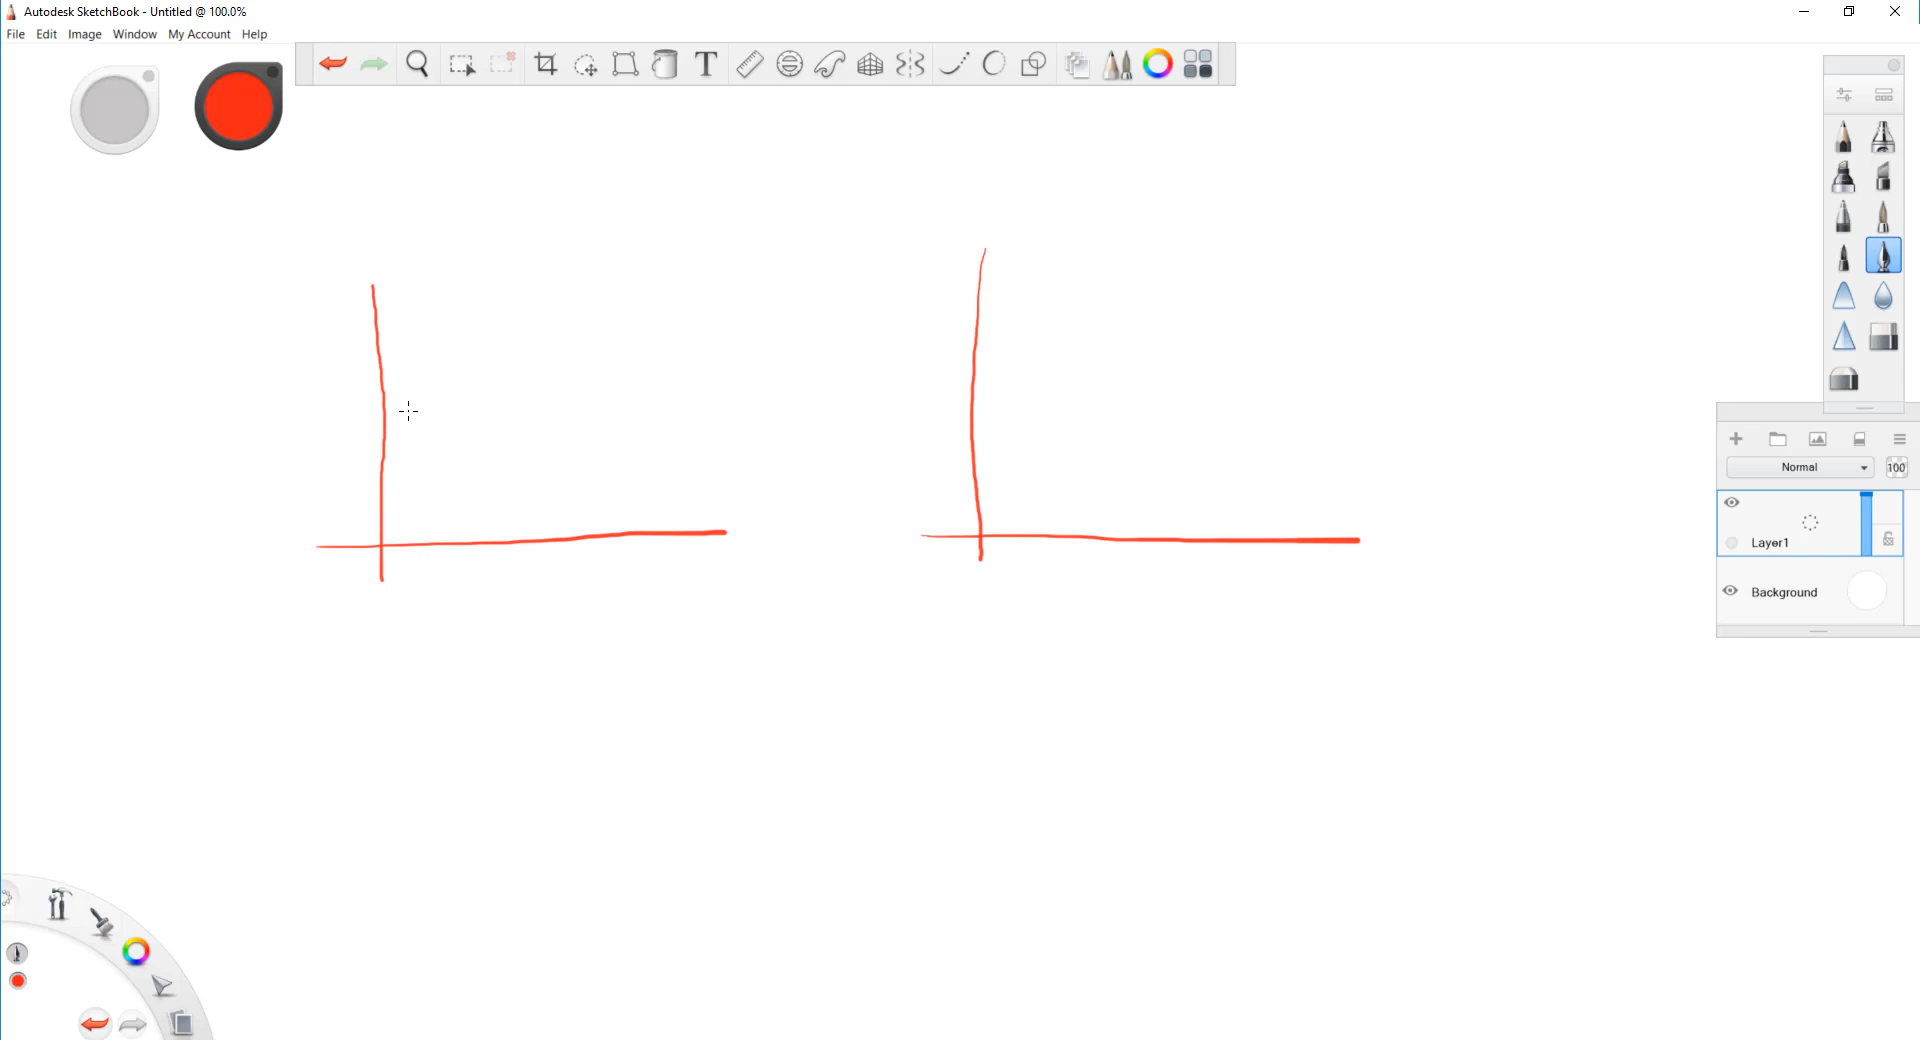 Autodesk SketchBook - Untitled @ 100.0%
File Edit Image Window My Account Help
T
Normal 100
Layer1
Background